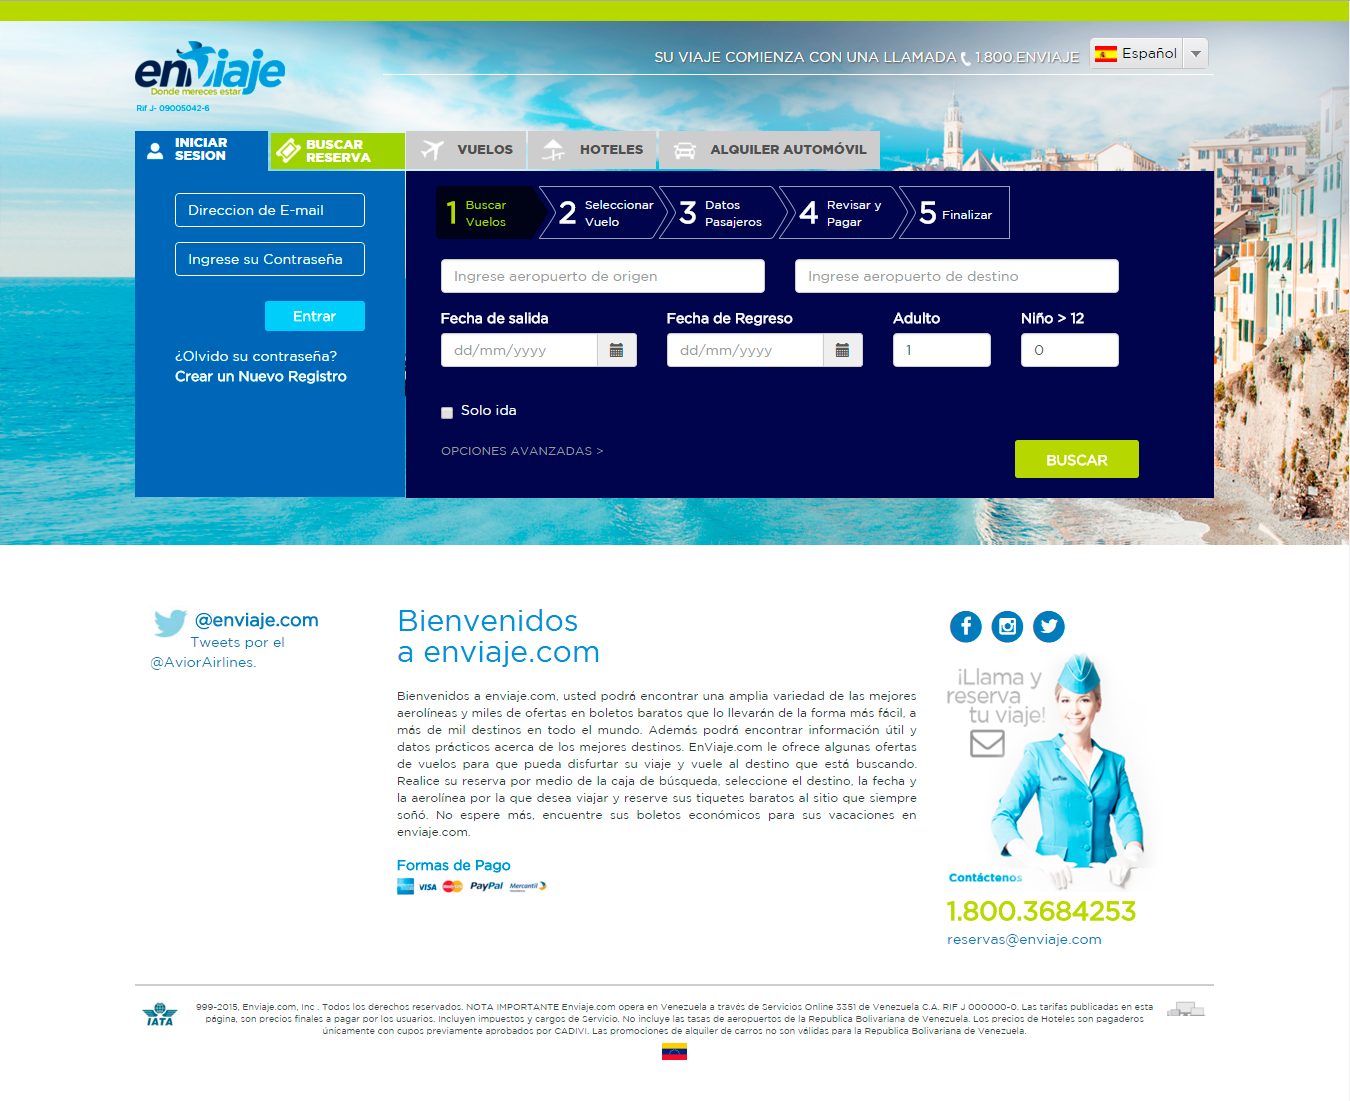 enViaje
Donde mereces estar
Rif J- 09005042-6
SU VIAJE COMIENZA CON UNA LLAMADA 1.800.ENVIAJE
Español
INICIAR
SESION
BUSCAR
RESERVA
VUELOS
HOTELES
ALQUILER AUTOMÓVIL
Direccion de E-mail
Ingrese su Contraseña
Entrar
¿Olvido su contraseña?
Crear un Nuevo Registro
1 Buscar
Vuelos
2 Seleccionar
Vuelo
3 Datos
Pasajeros
4 Revisar y
Pagar
5 Finalizar
Ingrese aeropuerto de origen
Ingrese aeropuerto de destino
Fecha de salida
Fecha de Regreso
Adulto
Niño > 12
dd/mm/yyyy
dd/mm/yyyy
1
0
Solo ida
OPCIONES AVANZADAS >
BUSCAR
@enviaje.com
Tweets por el
@AviorAirlines.
Bienvenidos
a enviaje.com
Bienvenidos a enviaje.com, usted podrá encontrar una amplia variedad de las mejores
aerolíneas y miles de ofertas en boletos baratos que lo llevarán de la forma más fácil, a
más de mil destinos en todo el mundo. Además podrá encontrar información útil y
datos prácticos acerca de los mejores destinos. EnViaje.com le ofrece algunas ofertas
de vuelos para que pueda disfurtar su viaje y vuele al destino que está buscando.
Realice su reserva por medio de la caja de búsqueda, seleccione el destino, la fecha y
la aerolínea por la que desea viajar y reserve sus tiquetes baratos al sitio que siempre
soñó. No espere más, encuentre sus boletos económicos para sus vacaciones en
enviaje.com.
Formas de Pago
VISA PayPal Mercantil
¡Llama y
reserva
tu viaje!
Contáctenos
1.800.3684253
reservas@enviaje.com
IATA
999-2015, Enviaje.com, Inc . Todos los derechos reservados. NOTA IMPORTANTE Enviaje.com opera en Venezuela a través de Servicios Online 3351 de Venezuela C.A. RIF J 000000-0. Las tarifas publicadas en esta
página, son precios finales a pagar por los usuarios. Incluyen impuestos y cargos de Servicio. No incluye las tasas de aeropuertos de la Republica Bolivariana de Venezuela. Los precios de Hoteles son pagaderos
únicamente con cupos previamente aprobados por CADIVI. Las promociones de alquiler de carros no son válidas para la Republica Bolivariana de Venezuela.